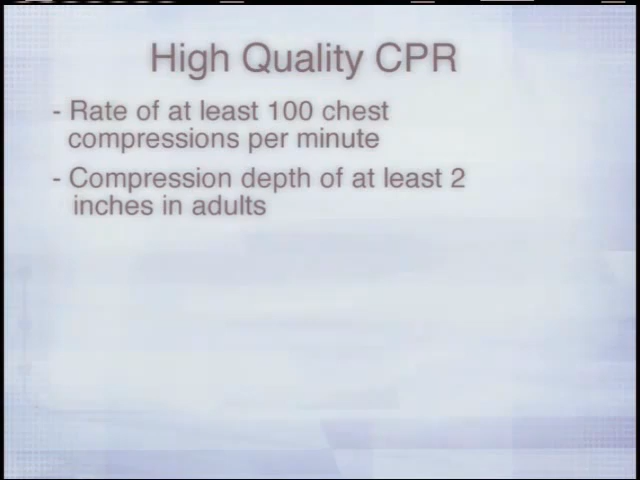 High Quality CPR
- Rate of at least 100 chest
compressions per minute
- Compression depth of at least 2
inches in adults